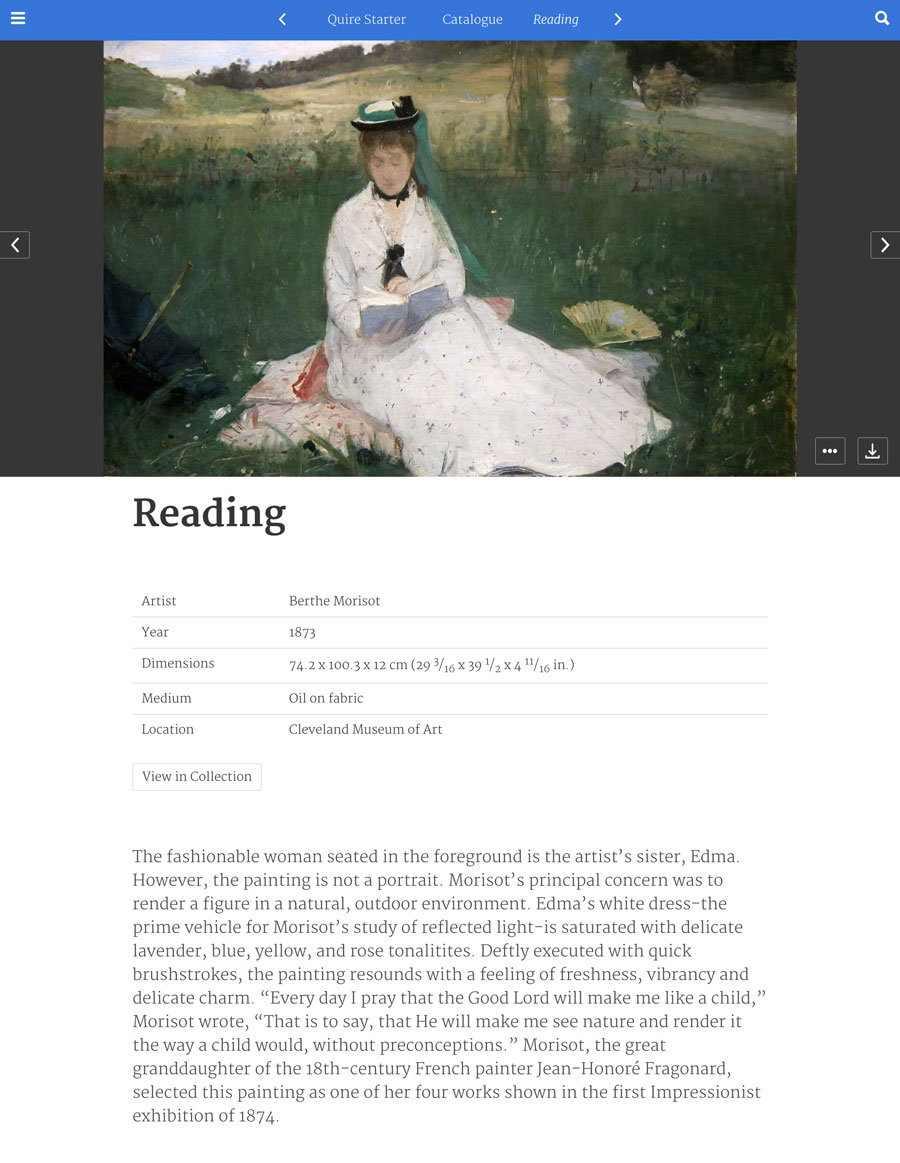 Quire Starter Catalogue Reading
Reading
Artist Berthe Morisot
Year 1873
Dimensions 74.2 x 100.3 x 12 cm (29 3/16 x 39 1/2 x 4 11/16 in.)
Medium Oil on fabric
Location Cleveland Museum of Art
View in Collection
The fashionable woman seated in the foreground is the artist’s sister, Edma.
However, the painting is not a portrait. Morisot’s principal concern was to
render a figure in a natural, outdoor environment. Edma’s white dress-the
prime vehicle for Morisot’s study of reflected light-is saturated with delicate
lavender, blue, yellow, and rose tonalitites. Deftly executed with quick
brushstrokes, the painting resounds with a feeling of freshness, vibrancy and
delicate charm. “Every day I pray that the Good Lord will make me like a child,”
Morisot wrote, “That is to say, that He will make me see nature and render it
the way a child would, without preconceptions.” Morisot, the great
granddaughter of the 18th-century French painter Jean-Honoré Fragonard,
selected this painting as one of her four works shown in the first Impressionist
exhibition of 1874.